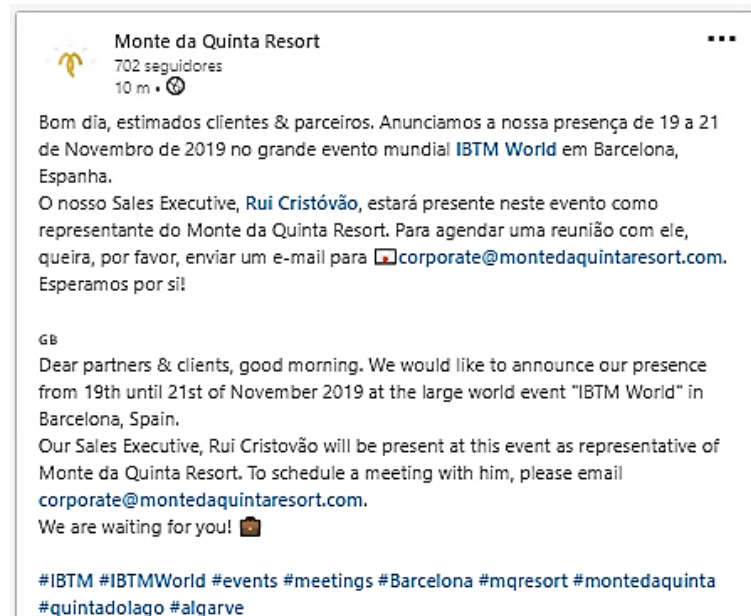 Monte da Quinta Resort
702 seguidores
10 m •
Bom dia, estimados clientes & parceiros. Anunciamos a nossa presença de 19 a 21
de Novembro de 2019 no grande evento mundial IBTM World em Barcelona,
Espanha.
O nosso Sales Executive, Rui Cristóvão, estará presente neste evento como
representante do Monte da Quinta Resort. Para agendar uma reunião com ele,
queira, por favor, enviar um e-mail para corporate@montedaquintaresort.com.
Esperamos por si!
GB
Dear partners & clients, good morning. We would like to announce our presence
from 19th until 21st of November 2019 at the large world event "IBTM World" in
Barcelona, Spain.
Our Sales Executive, Rui Cristovão will be present at this event as representative of
Monte da Quinta Resort. To schedule a meeting with him, please email
corporate@montedaquintaresort.com.
We are waiting for you!
#IBTM #IBTMWorld #events #meetings #Barcelona #mqresort #montedaquinta
#quintadolago #algarve